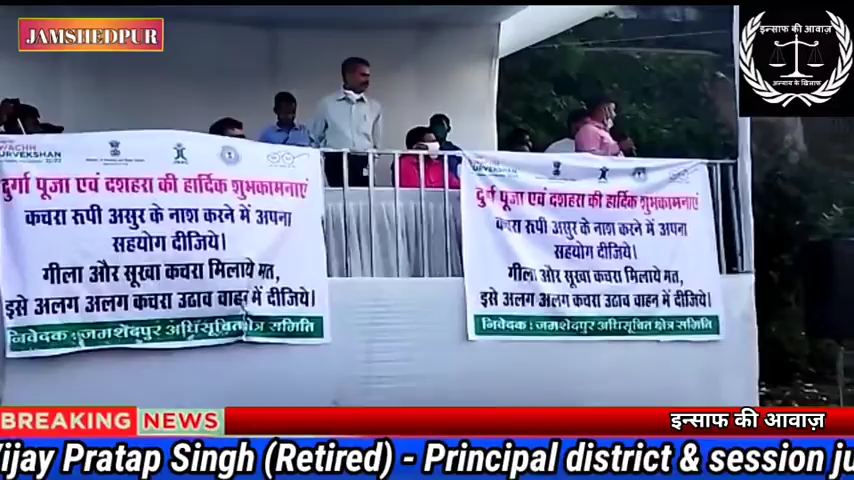 JAMSHEDPUR
इन्साफ की आवाज़
अन्याय के खिलाफ
SWACHH
SURVEKSHAN
दुर्गा पूजा एवं दशहरा की हार्दिक शुभकामनाएं
कचरा रूपी असुर के नाश करने में अपना
सहयोग दीजिये।
गीला और सूखा कचरा मिलाये मत,
इसे अलग अलग कचरा उठाव वाहन में दीजिये।
निवेदक : जमशेदपुर अधिसूचित क्षेत्र समिति
दुर्गा पूजा एवं दशहरा की हार्दिक शुभकामनाएं
कचरा रूपी असुर के नाश करने में अपना
सहयोग दीजिये।
गीला और सूखा कचरा मिलाये मत,
इसे अलग अलग कचरा उठाव वाहन में दीजिये।
निवेदक : जमशेदपुर अधिसूचित क्षेत्र समिति
BREAKING NEWS
इन्साफ की आवाज़
Vijay Pratap Singh (Retired) - Principal district & session ju